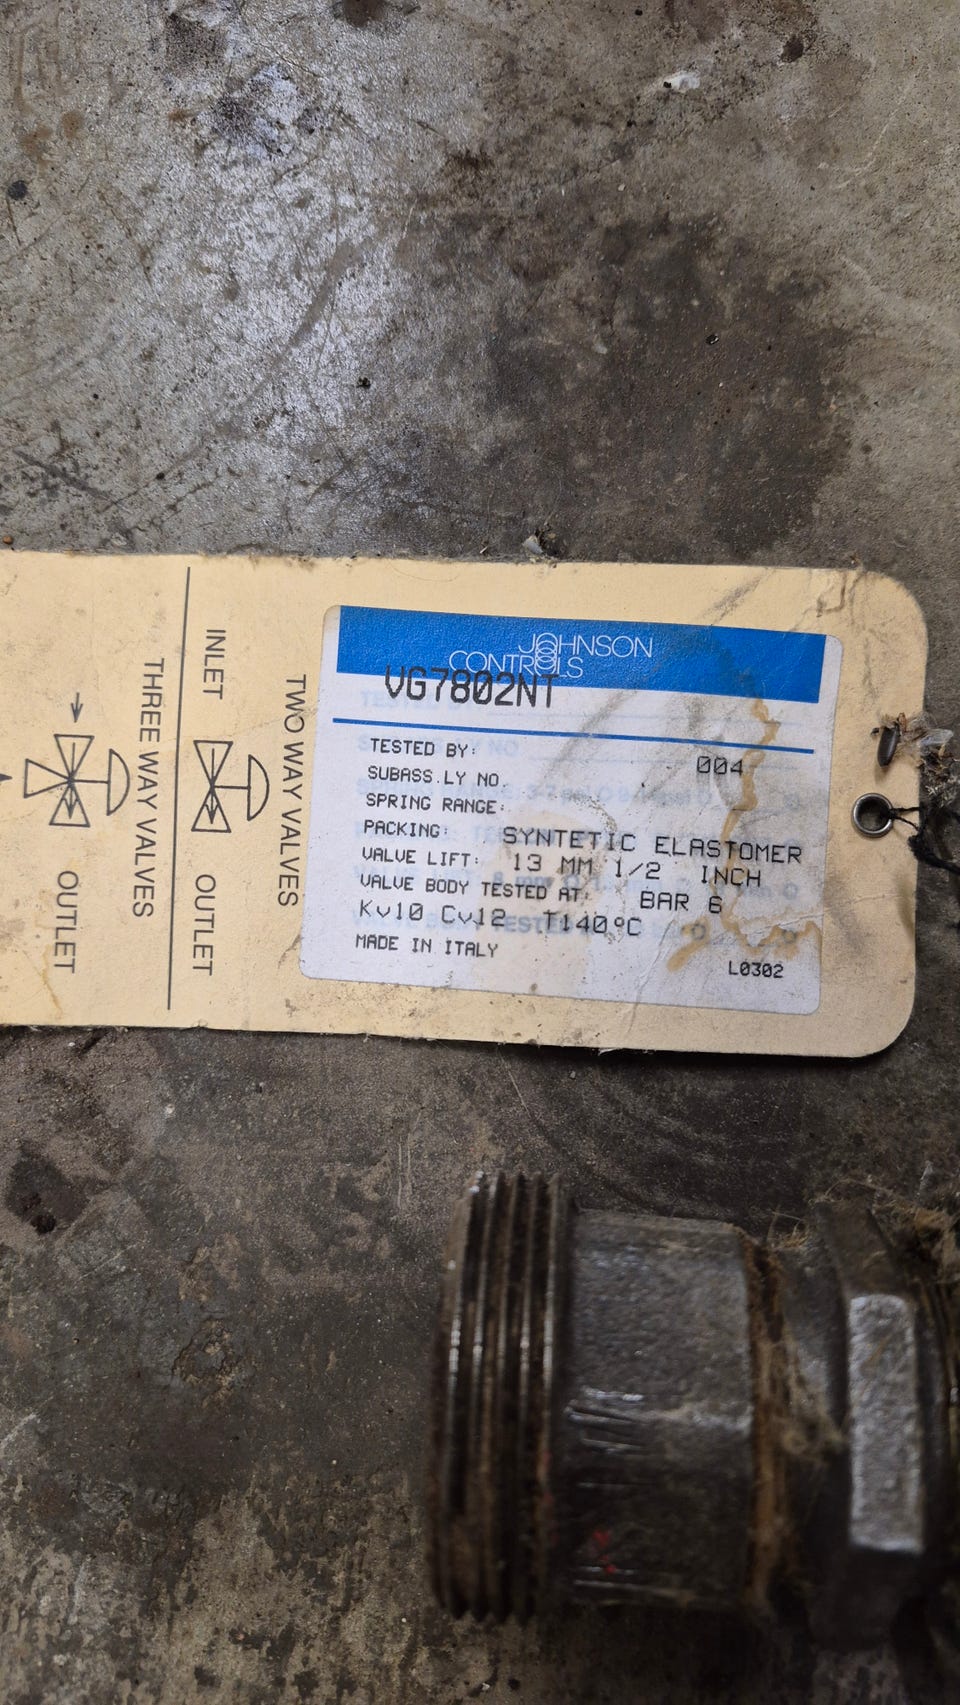 JOHNSON
CONTROLS
VG7802NT
TESTED BY:
004
SUBASS.LY NO.
SPRING RANGE:
PACKING: SYNTETIC ELASTOMER
VALVE LIFT: 13 MM 1/2 INCH
VALVE BODY TESTED AT: BAR 6
Kv10 Cv12 T140°C
MADE IN ITALY
L0302
TWO WAY VALVES
INLET OUTLET
THREE WAY VALVES
OUTLET